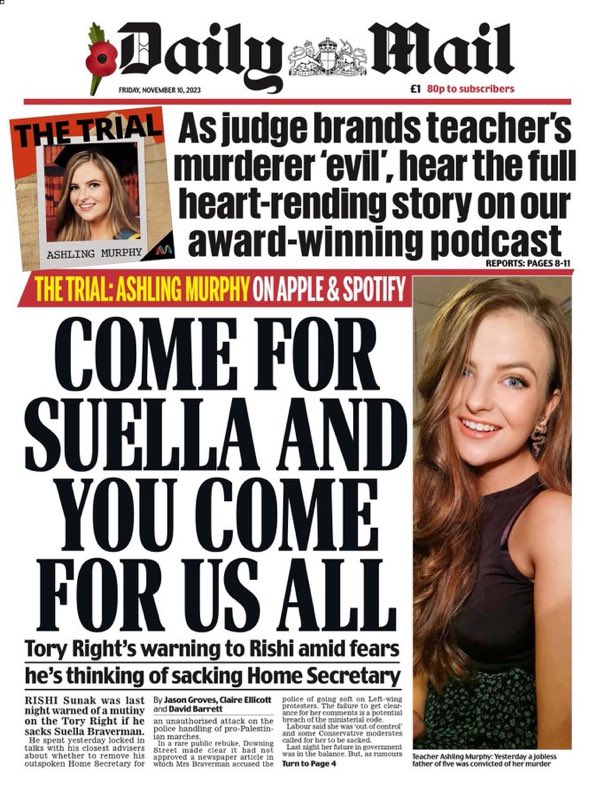 Daily Mail
FRIDAY, NOVEMBER 10, 2023
£1 80p to subscribers
THE TRIAL
ASHLING MURPHY
As judge brands teacher's
murderer 'evil', hear the full
heart-rending story on our
award-winning podcast
REPORTS: PAGES 8-11
THE TRIAL: ASHLING MURPHY ON APPLE & SPOTIFY
COME FOR
SUELLA AND
YOU COME
FOR US ALL
Tory Right's warning to Rishi amid fears
he's thinking of sacking Home Secretary
RISHI Sunak was last
night warned of a mutiny
on the Tory Right if he
sacks Suella Braverman.
He spent yesterday locked in
talks with his closest advisers
about whether to remove his
outspoken Home Secretary for
By Jason Groves, Claire Ellicott
and David Barrett
an unauthorised attack on the
police handling of pro-Palestin-
ian marches.
In a rare public rebuke, Downing
Street made clear it had not
approved a newspaper article in
which Mrs Braverman accused the
police of going soft on Left-wing
protesters. The failure to get clear-
ance for her comments is a potential
breach of the ministerial code.
Labour said she was 'out of control'
and some Conservative moderates
called for her to be sacked.
Last night her future in government
was in the balance. But, as rumours
Turn to Page 4
Teacher Ashling Murphy: Yesterday a jobless
father of five was convicted of her murder